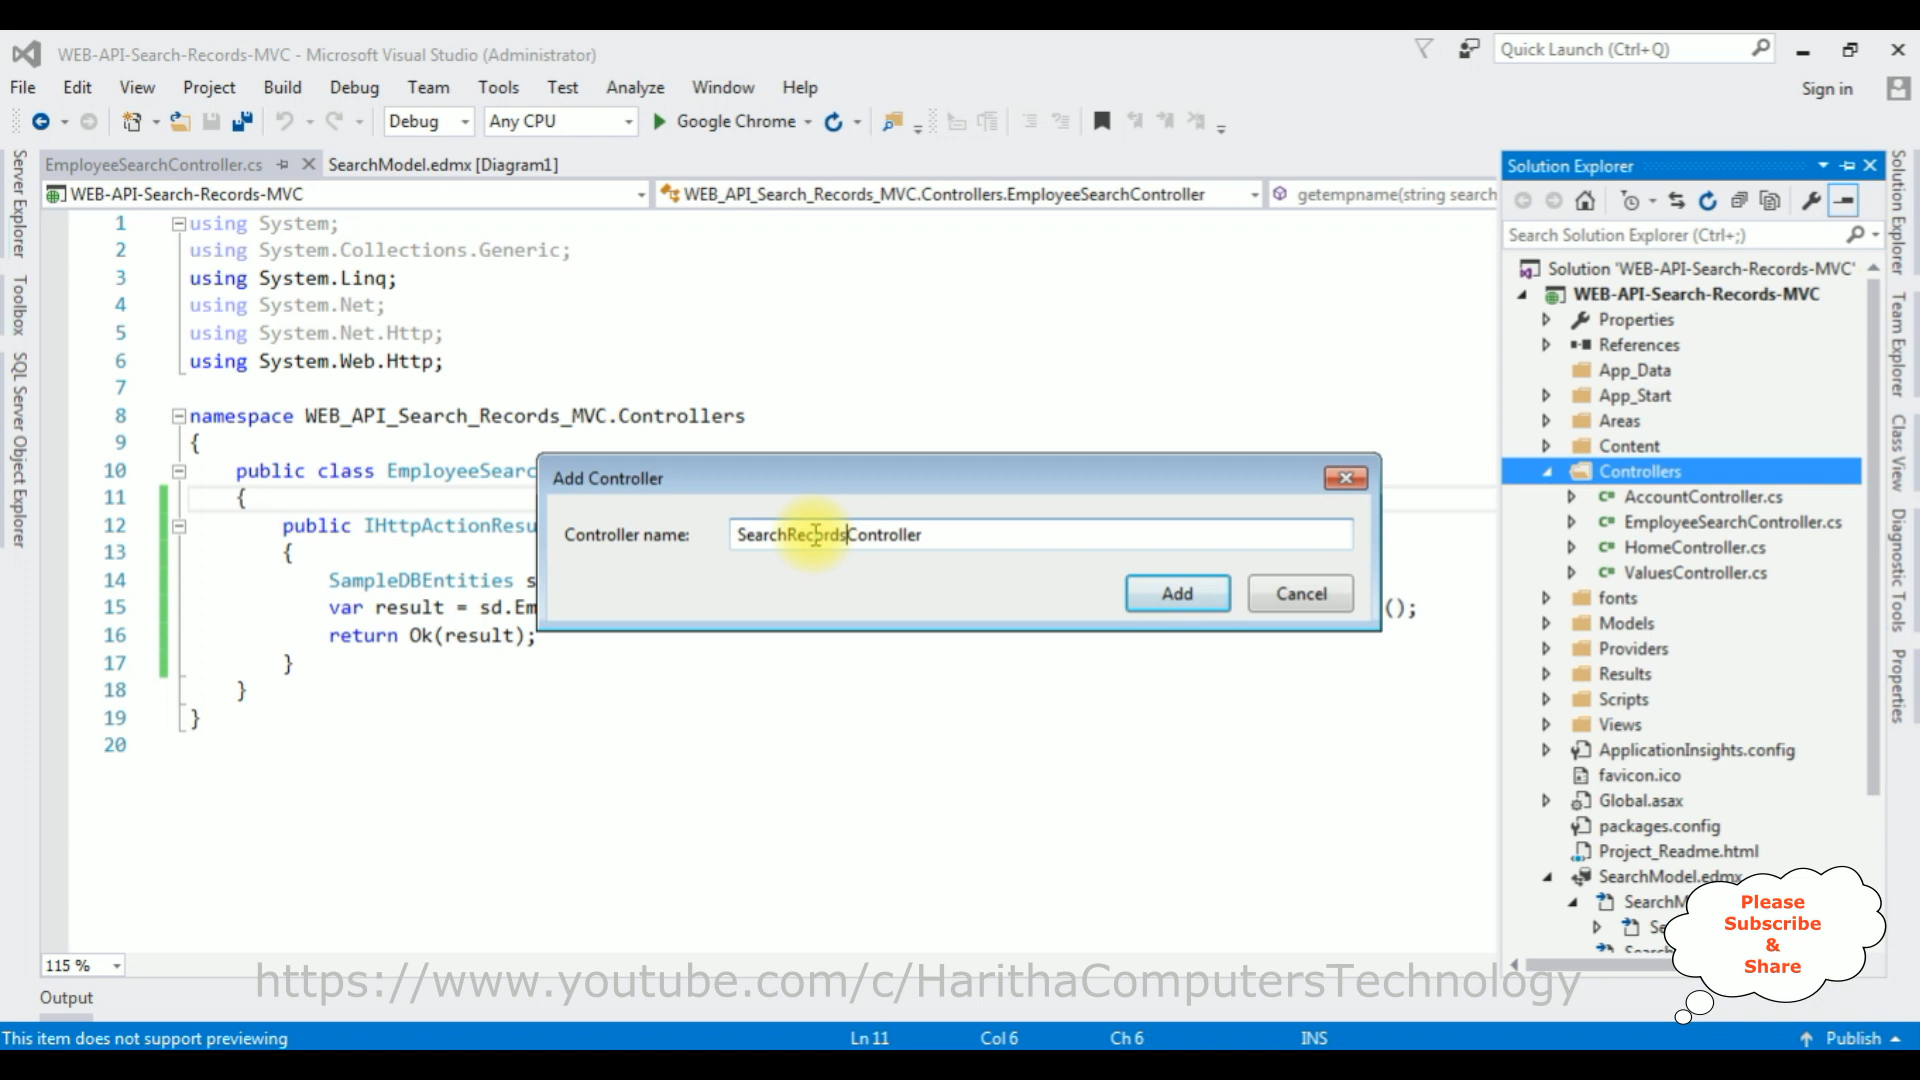 WEB-API-Search-Records-MVC - Microsoft Visual Studio (Administrator)
Quick Launch (Ctrl+Q)
File Edit View Project Build Debug Team Tools Test Analyze Window Help
Sign in
Debug Any CPU Google Chrome
EmployeeSearchController.cs SearchModel.edmx [Diagram1]
WEB-API-Search-Records-MVC WEB_API_Search_Records_MVC.Controllers.EmployeeSearchController getempname(string search
1 using System;
2 using System.Collections.Generic;
3 using System.Linq;
4 using System.Net;
5 using System.Net.Http;
6 using System.Web.Http;
7
8 namespace WEB_API_Search_Records_MVC.Controllers
9 {
10 public class EmployeeSearc
11 {
12 public IHttpActionResu
13 {
14 SampleDBEntities s
15 var result = sd.Em ();
16 return Ok(result);
17 }
18 }
19 }
20
Add Controller
Controller name: SearchRecordsController
Add Cancel
Server Explorer
Toolbox
SQL Server Object Explorer
Solution Explorer
Search Solution Explorer (Ctrl+;)
Solution 'WEB-API-Search-Records-MVC'
WEB-API-Search-Records-MVC
Properties
References
App_Data
App_Start
Areas
Content
Controllers
AccountController.cs
EmployeeSearchController.cs
HomeController.cs
ValuesController.cs
fonts
Models
Providers
Results
Scripts
Views
ApplicationInsights.config
favicon.ico
Global.asax
packages.config
Project_Readme.html
SearchModel.edmx
SearchM
Se
Solution Explorer
Team Explorer
Class View
Diagnostic Tools
Properties
Please
Subscribe
&
Share
115 %
https://www.youtube.com/c/HarithaComputersTechnology
Output
This item does not support previewing Ln 11 Col 6 Ch 6 INS Publish